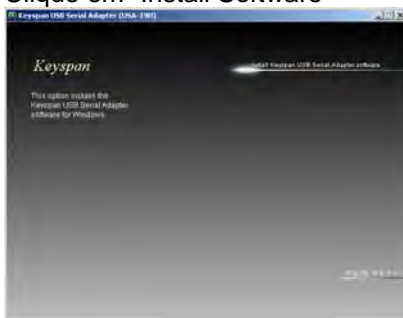 Clique em "Install Software"
Keyspan USB Serial Adapter (USA-19H)
Keyspan
Install Keyspan USB Serial Adapter software
This option installs the
Keyspan USB Serial Adapter
software for Windows.